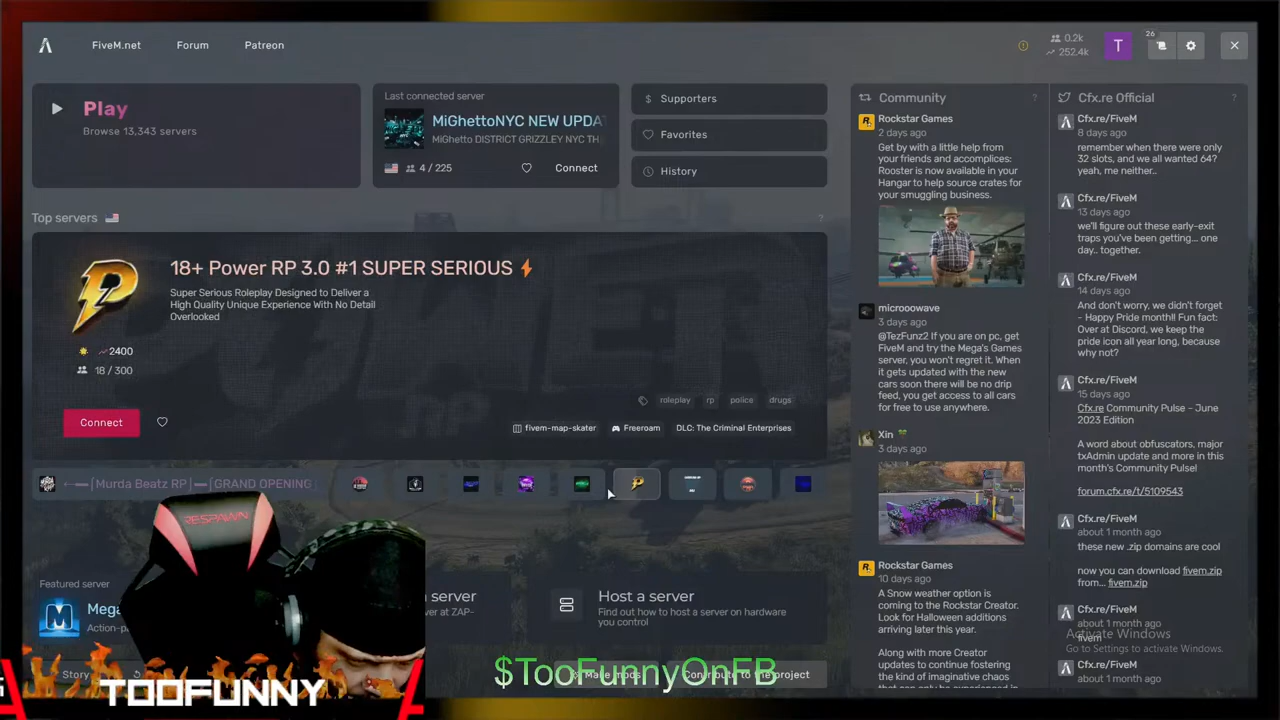 FiveM.net
Forum
Patreon
0.2k
252.4k
T
26
Play
Browse 13,343 servers
Last connected server
MiGhettoNYC NEW UPDA
MiGhetto DISTRICT GRIZZLEY NYC TH
4 / 225
Connect
Supporters
Favorites
History
Top servers
?
18+ Power RP 3.0 #1 SUPER SERIOUS
Super Serious Roleplay Designed to Deliver a
High Quality Unique Experience With No Detail
Overlooked
2400
18 / 300
Connect
roleplay
rp
police
drugs
fivem-map-skater
Freeroam
DLC: The Criminal Enterprises
[Murda Beatz RP]
[GRAND OPENING
Featured server
Mega
Action-p
server
er at ZAP-
Host a server
Find out how to host a server on hardware
you control
Story
Make mods
Contribute to the project
Community
?
Rockstar Games
2 days ago
Get by with a little help from
your friends and accomplices:
Rooster is now available in your
Hangar to help source crates for
your smuggling business.
microoowave
3 days ago
@TezFunz2 If you are on pc, get
FiveM and try the Mega's Games
server, you won't regret it. When
it gets updated with the new
cars soon there will be no drip
feed, you get access to all cars
for free to use anywhere.
Xin
3 days ago
Rockstar Games
10 days ago
A Snow weather option is
coming to the Rockstar Creator.
Look for Halloween additions
arriving later this year.
Along with more Creator
updates to continue fostering
the kind of imaginative chaos
that can only be experienced in
Cfx.re Official
?
Cfx.re/FiveM
8 days ago
remember when there were only
32 slots, and we all wanted 64?
yeah, me neither..
Cfx.re/FiveM
13 days ago
we'll figure out these early-exit
traps you've been getting... one
day.. together.
Cfx.re/FiveM
14 days ago
And don't worry, we didn't forget
- Happy Pride month!! Fun fact:
Over at Discord, we keep the
pride icon all year long, because
why not?
Cfx.re/FiveM
15 days ago
Cfx.re Community Pulse - June
2023 Edition
A word about obfuscators, major
txAdmin update and more in this
month's Community Pulse!
forum.cfx.re/t/5109543
Cfx.re/FiveM
about 1 month ago
these new .zip domains are cool
now you can download fivem.zip
from... fivem.zip
Cfx.re/FiveM
about 1 month ago
fivem
Cfx.re/FiveM
about 1 month ago
Activate Windows
Go to Settings to activate Windows.
RESPAWN
TOOFUNNY
$TooFunnyOnFB